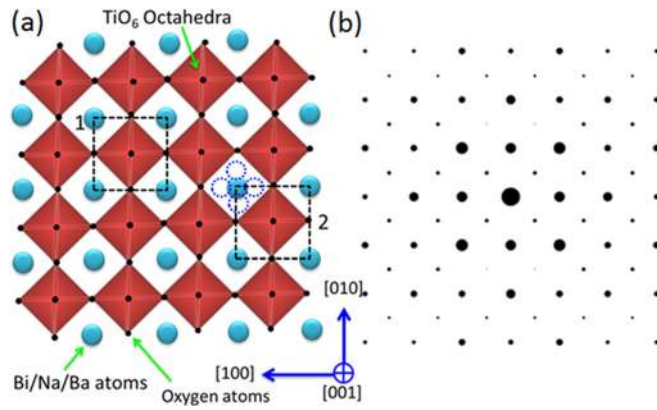 (a)
TiO6 Octahedra
(b)
1
2
[010]
[100]
[001]
Bi/Na/Ba atoms
Oxygen atoms